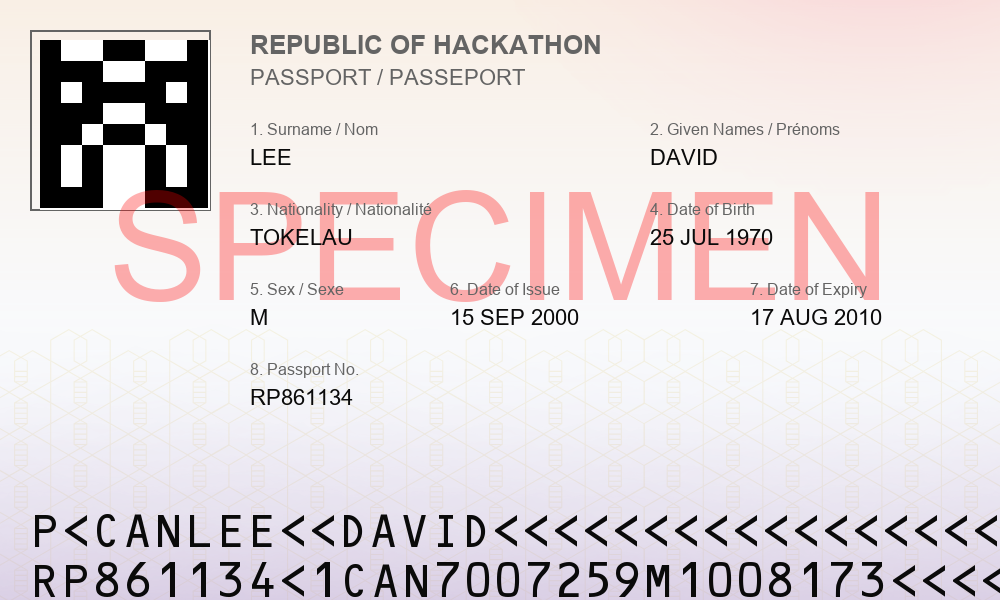 REPUBLIC OF HACKATHON
PASSPORT / PASSEPORT
1. Surname / Nom
2. Given Names / Prénoms
LEE
DAVID
SPECIMEN
3. Nationality / Nationalité
4. Date of Birth
TOKELAU
25 JUL 1970
5. Sex / Sexe
6. Date of Issue
7. Date of Expiry
M
15 SEP 2000
17 AUG 2010
8. Passport No.
RP861134
P<CANLEE<<DAVID<<<<<<<<<<<<<<<<<
RP861134<1CAN7007259M1008173<<<<